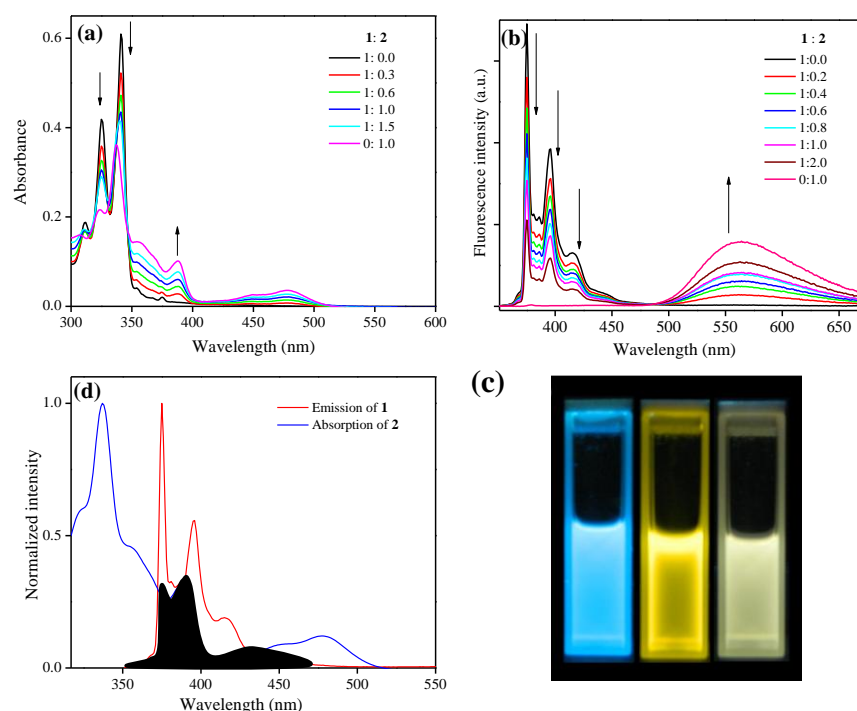 (a)
1: 2
1: 0.0
1: 0.3
1: 0.6
1: 1.0
1: 1.5
0: 1.0
0.6
0.4
0.2
0.0
Absorbance
300 350 400 450 500 550 600
Wavelength (nm)
(b)
1 : 2
1:0.0
1:0.2
1:0.4
1:0.6
1:0.8
1:1.0
1:2.0
0:1.0
Fluorescence intensity (a.u.)
400 450 500 550 600 650
Wavelength (nm)
(d)
Emission of 1
Absorption of 2
1.0
0.5
0.0
Normalized intensity
350 400 450 500 550
Wavelength (nm)
(c)